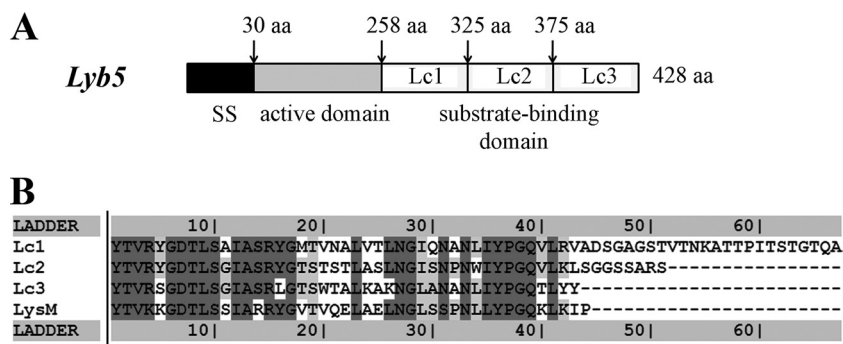 A
30 aa 258 aa 325 aa 375 aa
Lyb5 Lc1 Lc2 Lc3 428 aa
SS active domain substrate-binding domain
B
LADDER 10| 20| 30| 40| 50| 60|
Lc1 YTVRYGDTLSAIASRYGMTVNALVTLNGIQNANLIYPGQVLRVADSGAGSTVTNKATTPITSTGTQA
Lc2 YTVRYGDTLSGIASRYGTSTSTLASLNGISNPNWIYPGQVLKLSGGSSARS----------------
Lc3 YTVRSGDTLSGIASRLGTSWTALKAKNGLANANLIYPGQTLYY------------------------
LysM YTVKKGDTLSSIARRYGVTVQELAELNGLSSPNLLYPGQKLKIP-----------------------
LADDER 10| 20| 30| 40| 50| 60|